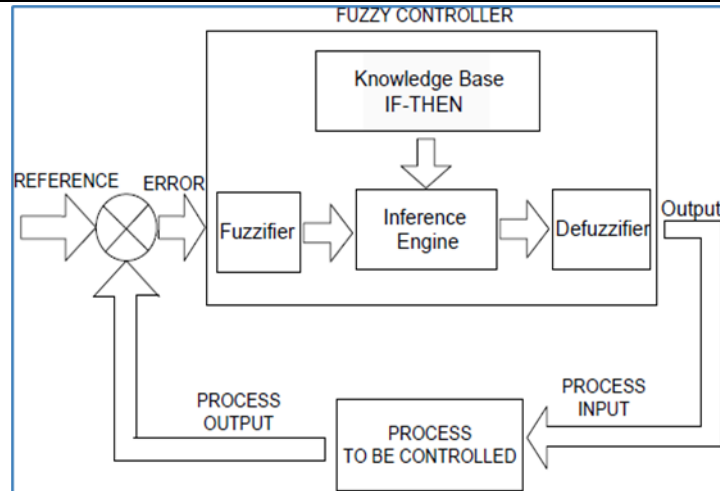 FUZZY CONTROLLER
Knowledge Base
IF-THEN
REFERENCE
ERROR
Fuzzifier
Inference
Engine
Defuzzifier
Output
PROCESS
OUTPUT
PROCESS
TO BE CONTROLLED
PROCESS
INPUT